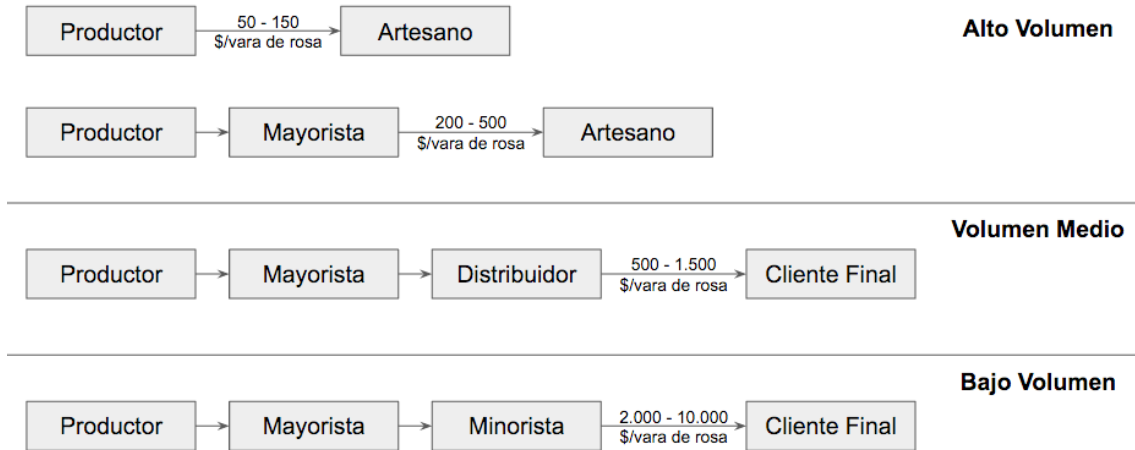 Productor
50 - 150
$/vara de rosa
Artesano
Alto Volumen
Productor
Mayorista
200 - 500
$/vara de rosa
Artesano
Volumen Medio
Productor
Mayorista
Distribuidor
500 - 1.500
$/vara de rosa
Cliente Final
Bajo Volumen
Productor
Mayorista
Minorista
2.000 - 10.000
$/vara de rosa
Cliente Final